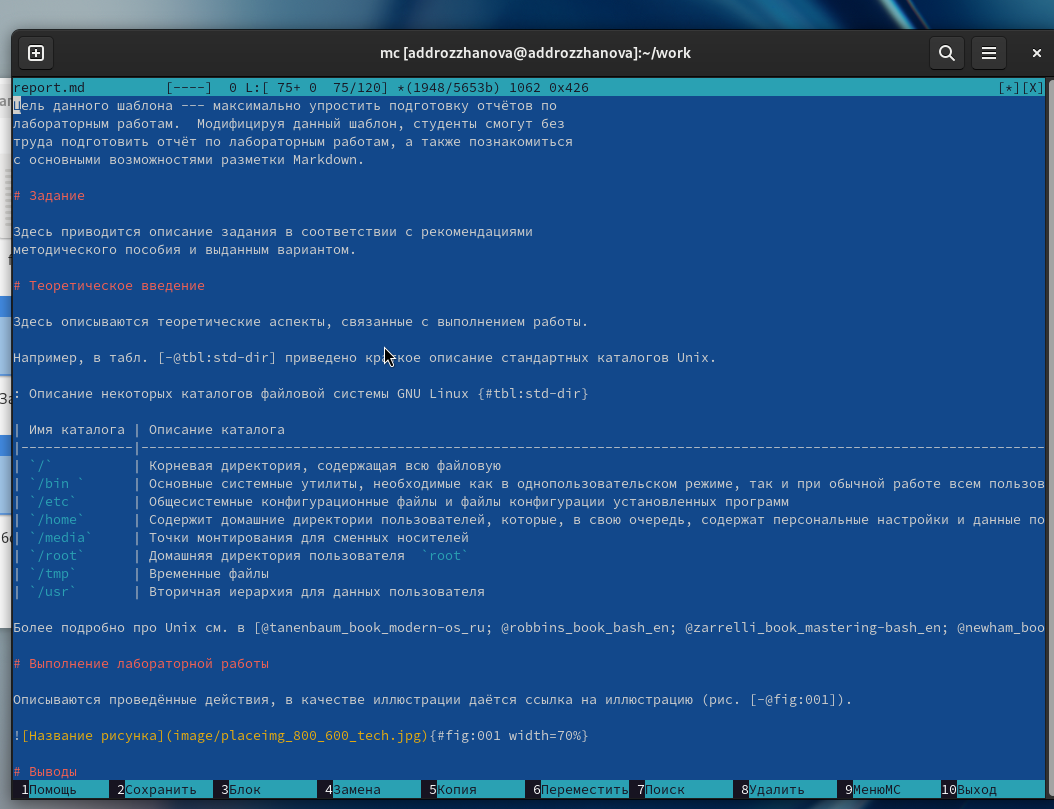 mc [addrozzhanova@addrozzhanova]:~/work
report.md [----] 0 L:[ 75+ 0 75/120] *(1948/5653b) 1062 0x426 [*][X]
Цель данного шаблона --- максимально упростить подготовку отчётов по
лабораторным работам. Модифицируя данный шаблон, студенты смогут без
труда подготовить отчёт по лабораторным работам, а также познакомиться
с основными возможностями разметки Markdown.
# Задание
Здесь приводится описание задания в соответствии с рекомендациями
методического пособия и выданным вариантом.
# Теоретическое введение
Здесь описываются теоретические аспекты, связанные с выполнением работы.
Например, в табл. [-@tbl:std-dir] приведено краткое описание стандартных каталогов Unix.
: Описание некоторых каталогов файловой системы GNU Linux {#tbl:std-dir}
| Имя каталога | Описание каталога
|--------------|----------------------------------------------------------------------------------------------------------------
| `/` | Корневая директория, содержащая всю файловую
| `/bin ` | Основные системные утилиты, необходимые как в однопользовательском режиме, так и при обычной работе всем пользов
| `/etc` | Общесистемные конфигурационные файлы и файлы конфигурации установленных программ
| `/home` | Содержит домашние директории пользователей, которые, в свою очередь, содержат персональные настройки и данные по
| `/media` | Точки монтирования для сменных носителей
| `/root` | Домашняя директория пользователя `root`
| `/tmp` | Временные файлы
| `/usr` | Вторичная иерархия для данных пользователя
Более подробно про Unix см. в [@tanenbaum_book_modern-os_ru; @robbins_book_bash_en; @zarrelli_book_mastering-bash_en; @newham_boo
# Выполнение лабораторной работы
Описываются проведённые действия, в качестве иллюстрации даётся ссылка на иллюстрацию (рис. [-@fig:001]).
![Название рисунка](image/placeimg_800_600_tech.jpg){#fig:001 width=70%}
# Выводы
1Помощь 2Сохранить 3Блок 4Замена 5Копия 6Переместить 7Поиск 8Удалить 9МенюМС 10Выход